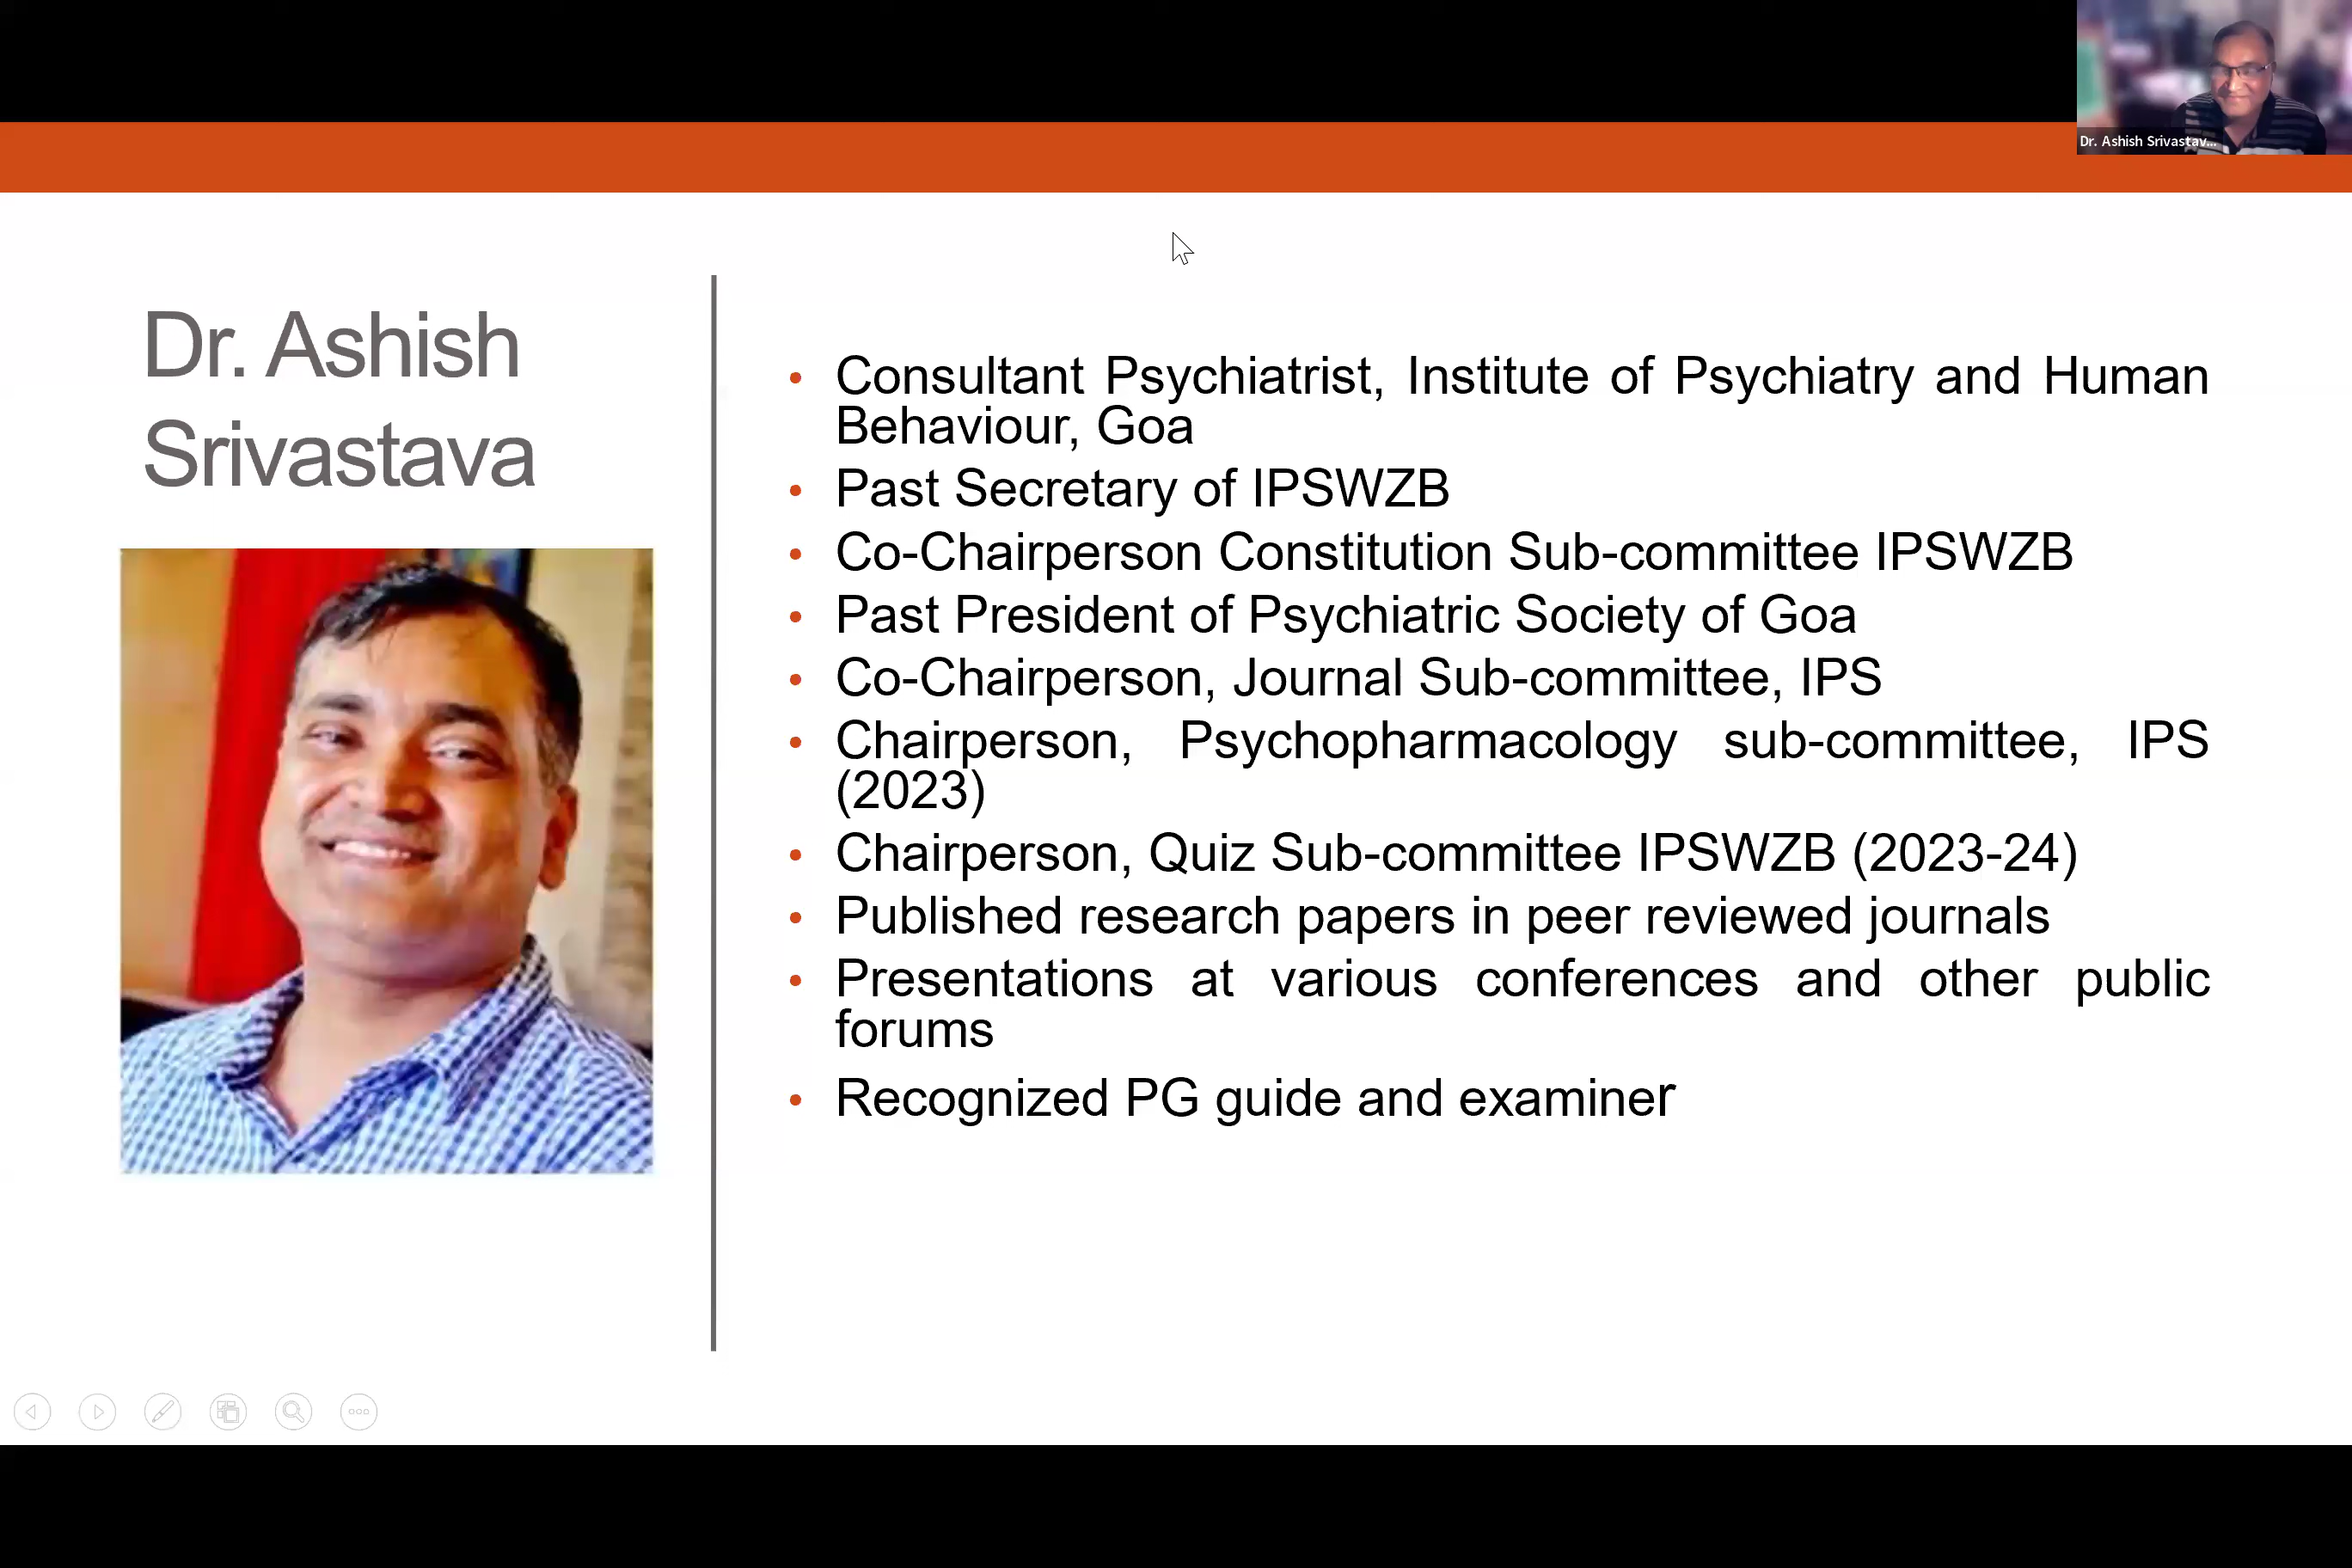 Dr. Ashish Srivastav...
Dr. Ashish
Srivastava
• Consultant Psychiatrist, Institute of Psychiatry and Human
Behaviour, Goa
• Past Secretary of IPSWZB
• Co-Chairperson Constitution Sub-committee IPSWZB
• Past President of Psychiatric Society of Goa
• Co-Chairperson, Journal Sub-committee, IPS
• Chairperson, Psychopharmacology sub-committee, IPS
(2023)
• Chairperson, Quiz Sub-committee IPSWZB (2023-24)
• Published research papers in peer reviewed journals
• Presentations at various conferences and other public
forums
• Recognized PG guide and examiner